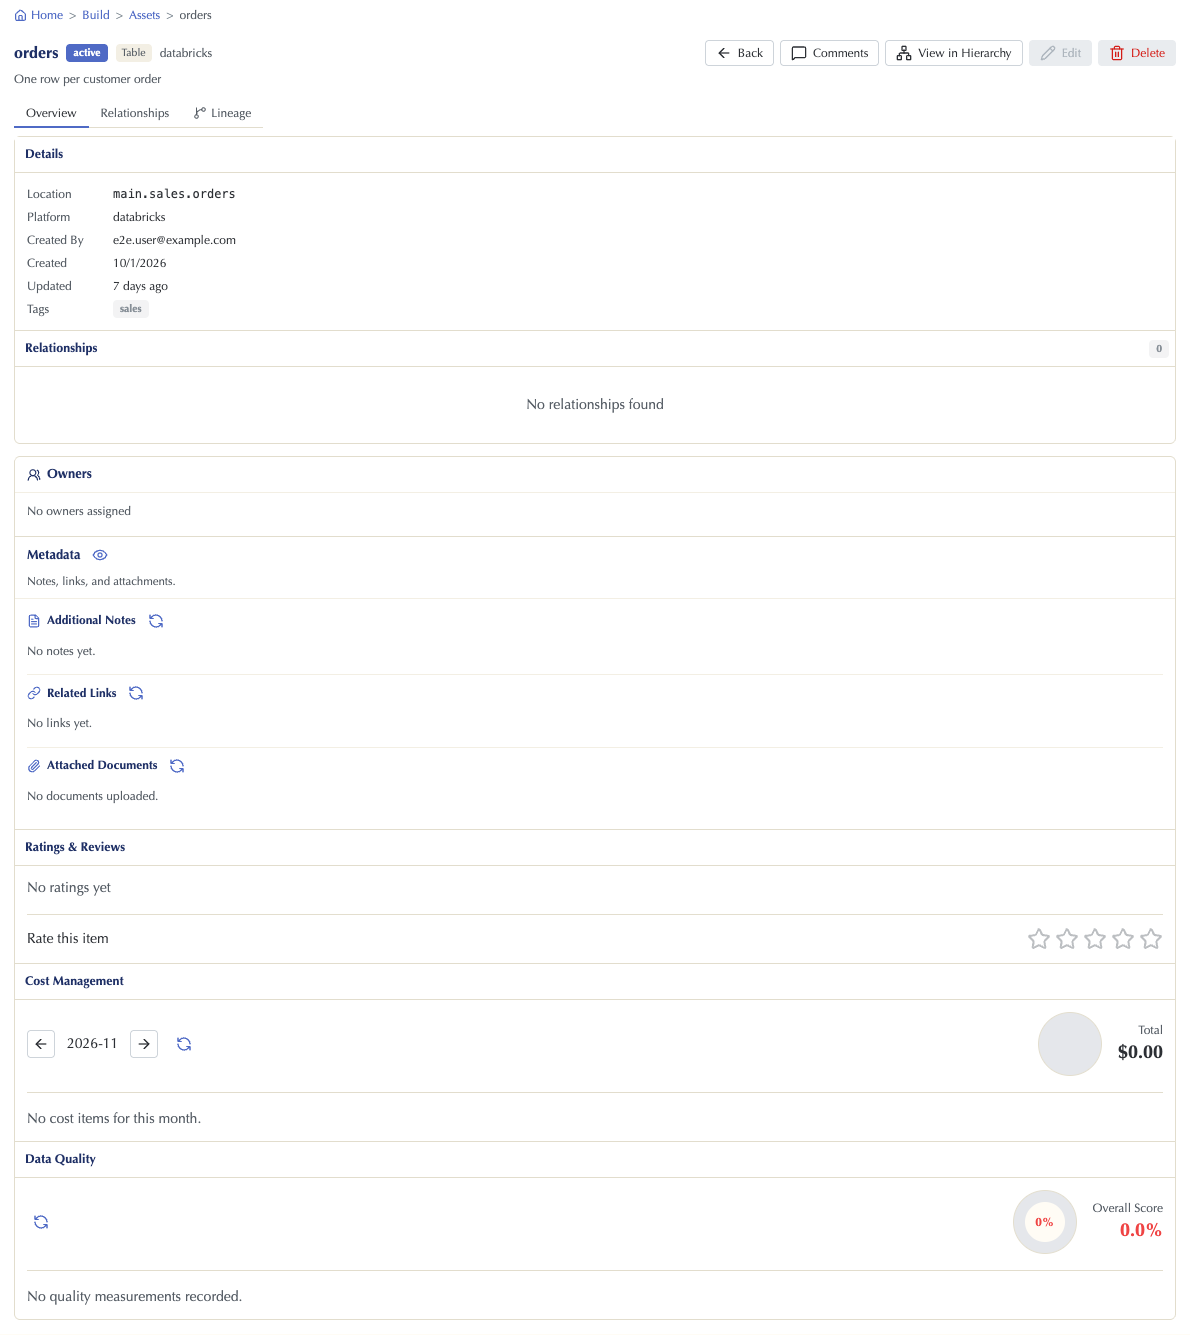 Home > Build > Assets > orders
orders active Table databricks Back Comments View in Hierarchy Edit Delete
One row per customer order
Overview Relationships Lineage
Details
Location main.sales.orders
Platform databricks
Created By e2e.user@example.com
Created 10/1/2026
Updated 7 days ago
Tags sales
Relationships 0
No relationships found
Owners
No owners assigned
Metadata
Notes, links, and attachments.
Additional Notes
No notes yet.
Related Links
No links yet.
Attached Documents
No documents uploaded.
Ratings & Reviews
No ratings yet
Rate this item
Cost Management
2026-11 Total
$0.00
No cost items for this month.
Data Quality
0% Overall Score
0.0%
No quality measurements recorded.